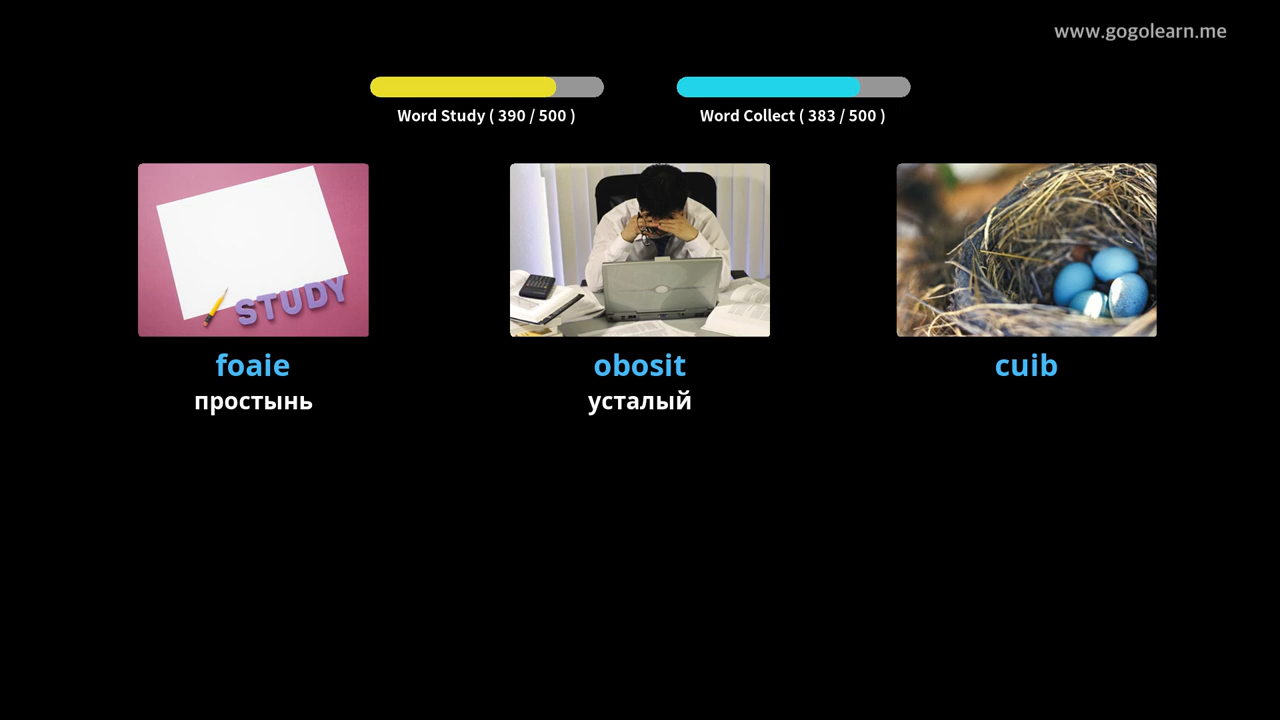 www.gogolearn.me
Word Study ( 390 / 500 )
Word Collect ( 383 / 500 )
STUDY
foaie
простынь
obosit
усталый
cuib